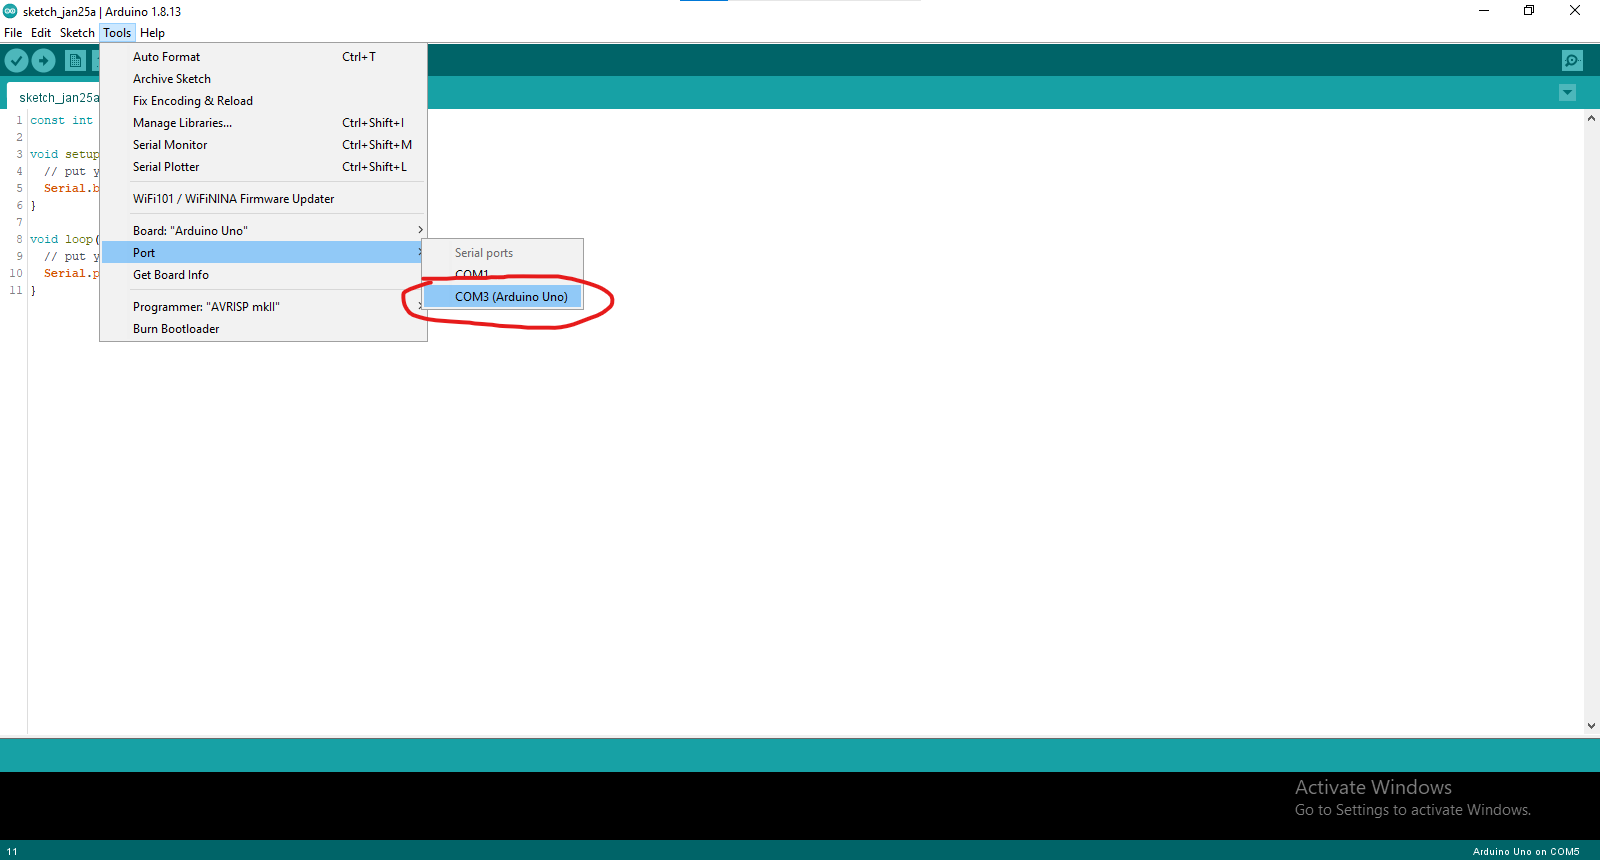 sketch_jan25a | Arduino 1.8.13
File Edit Sketch Tools Help
Auto Format Ctrl+T
Archive Sketch
Fix Encoding & Reload
Manage Libraries... Ctrl+Shift+I
Serial Monitor Ctrl+Shift+M
Serial Plotter Ctrl+Shift+L
WiFi101 / WiFiNINA Firmware Updater
Board: "Arduino Uno"
Port
Get Board Info
Programmer: "AVRISP mkII"
Burn Bootloader
Serial ports
COM1
COM3 (Arduino Uno)
sketch_jan25a
1 const int
2
3 void setup
4 // put y
5 Serial.b
6 }
7
8 void loop(
9 // put y
10 Serial.p
11 }
Activate Windows
Go to Settings to activate Windows.
11
Arduino Uno on COM5